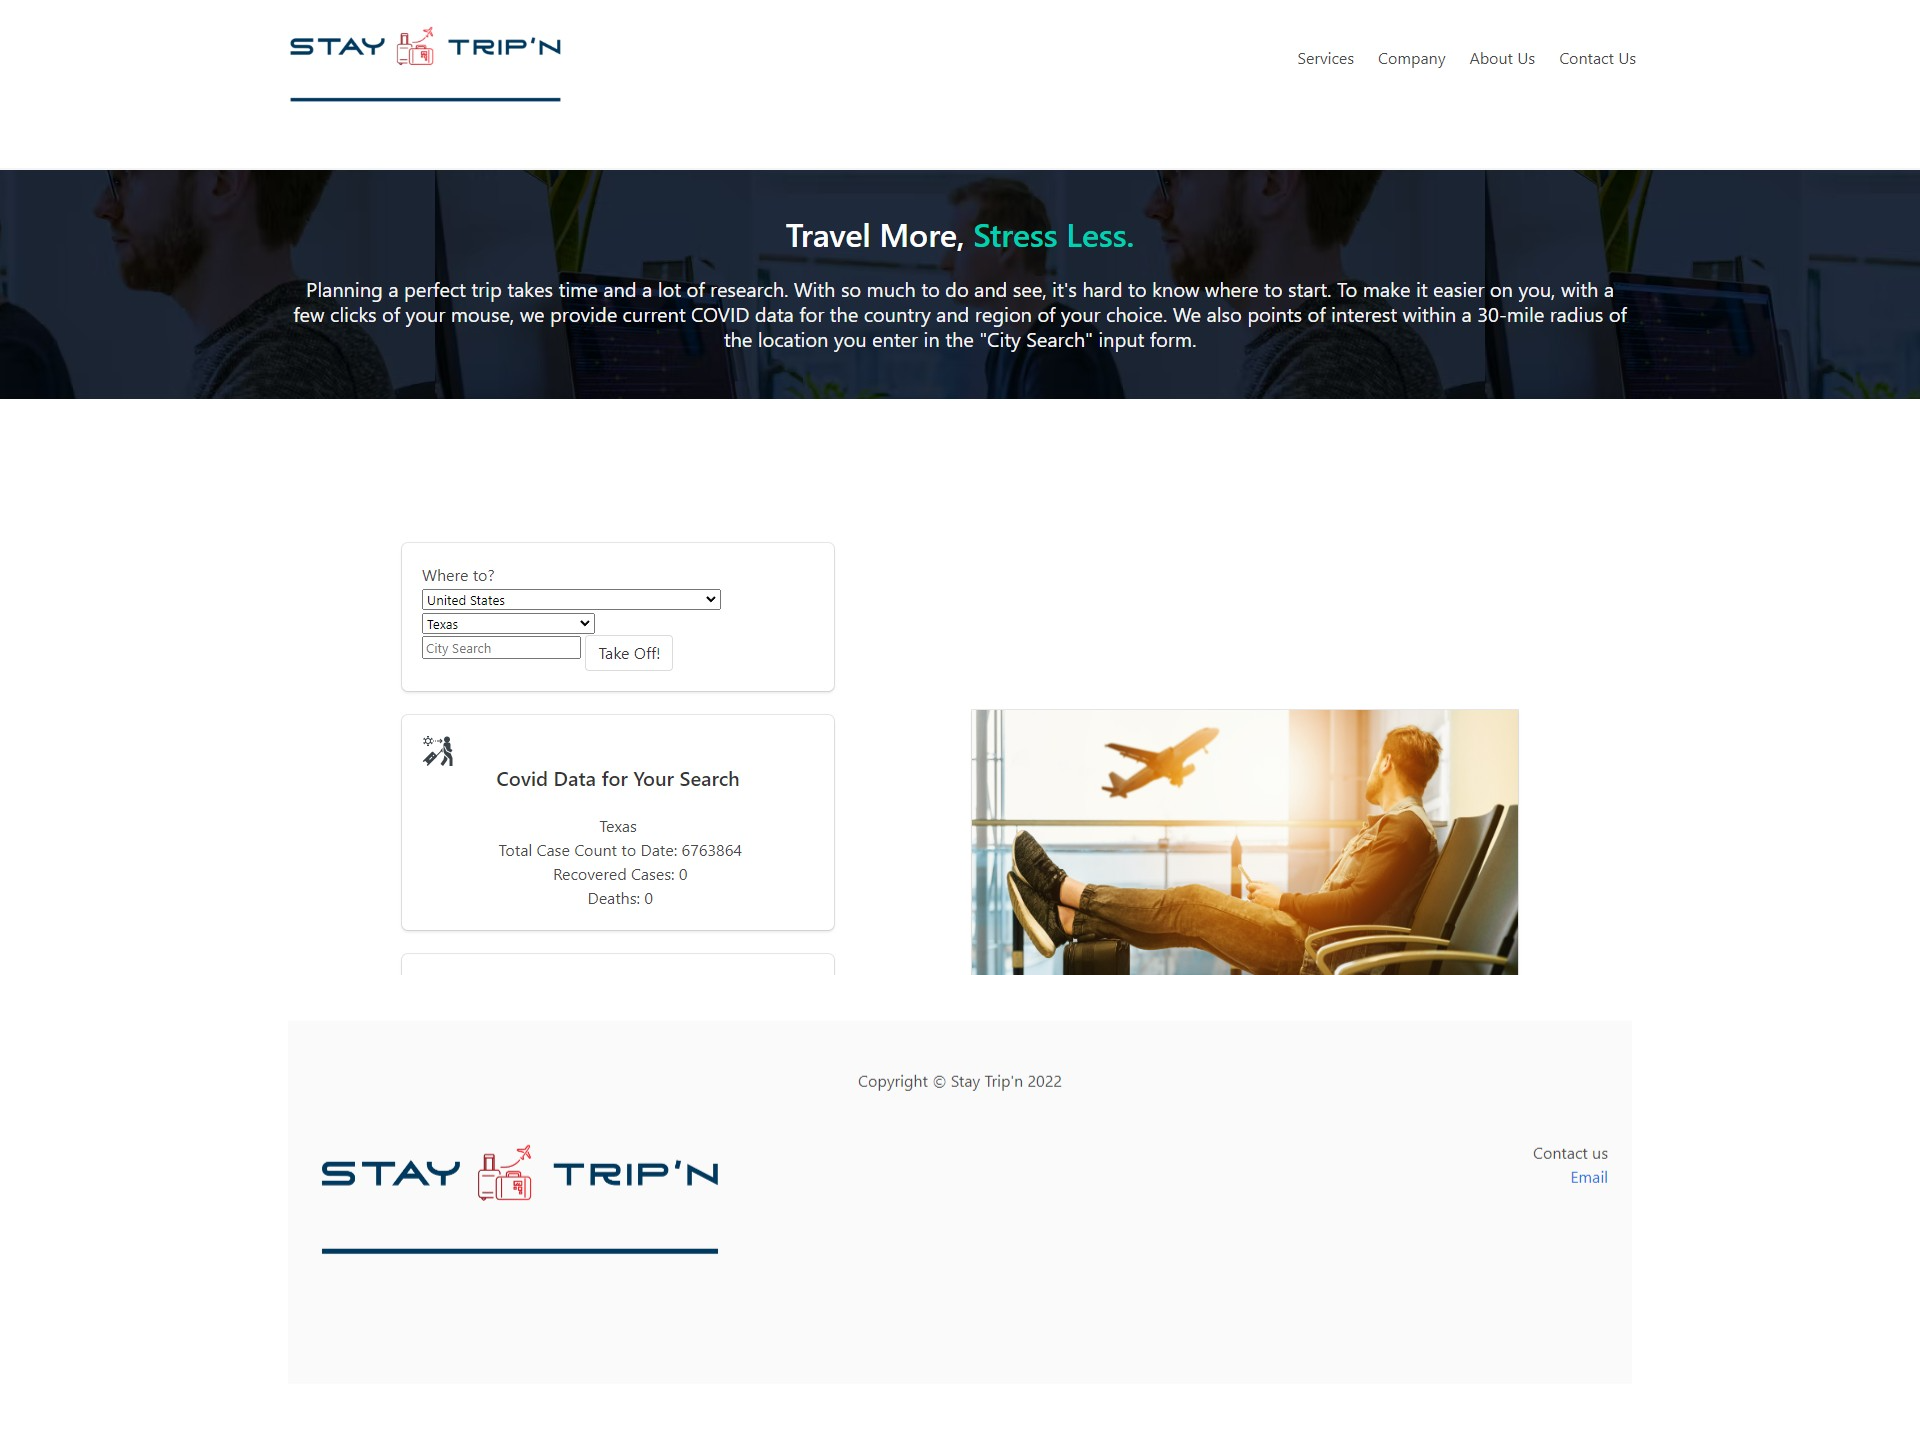 STAY TRIP'N
Services Company About Us Contact Us
Travel More, Stress Less.
Planning a perfect trip takes time and a lot of research. With so much to do and see, it's hard to know where to start. To make it easier on you, with a
few clicks of your mouse, we provide current COVID data for the country and region of your choice. We also points of interest within a 30-mile radius of
the location you enter in the "City Search" input form.
Where to?
United States
Texas
City Search Take Off!
Covid Data for Your Search
Texas
Total Case Count to Date: 6763864
Recovered Cases: 0
Deaths: 0
Copyright © Stay Trip'n 2022
STAY TRIP'N
Contact us
Email